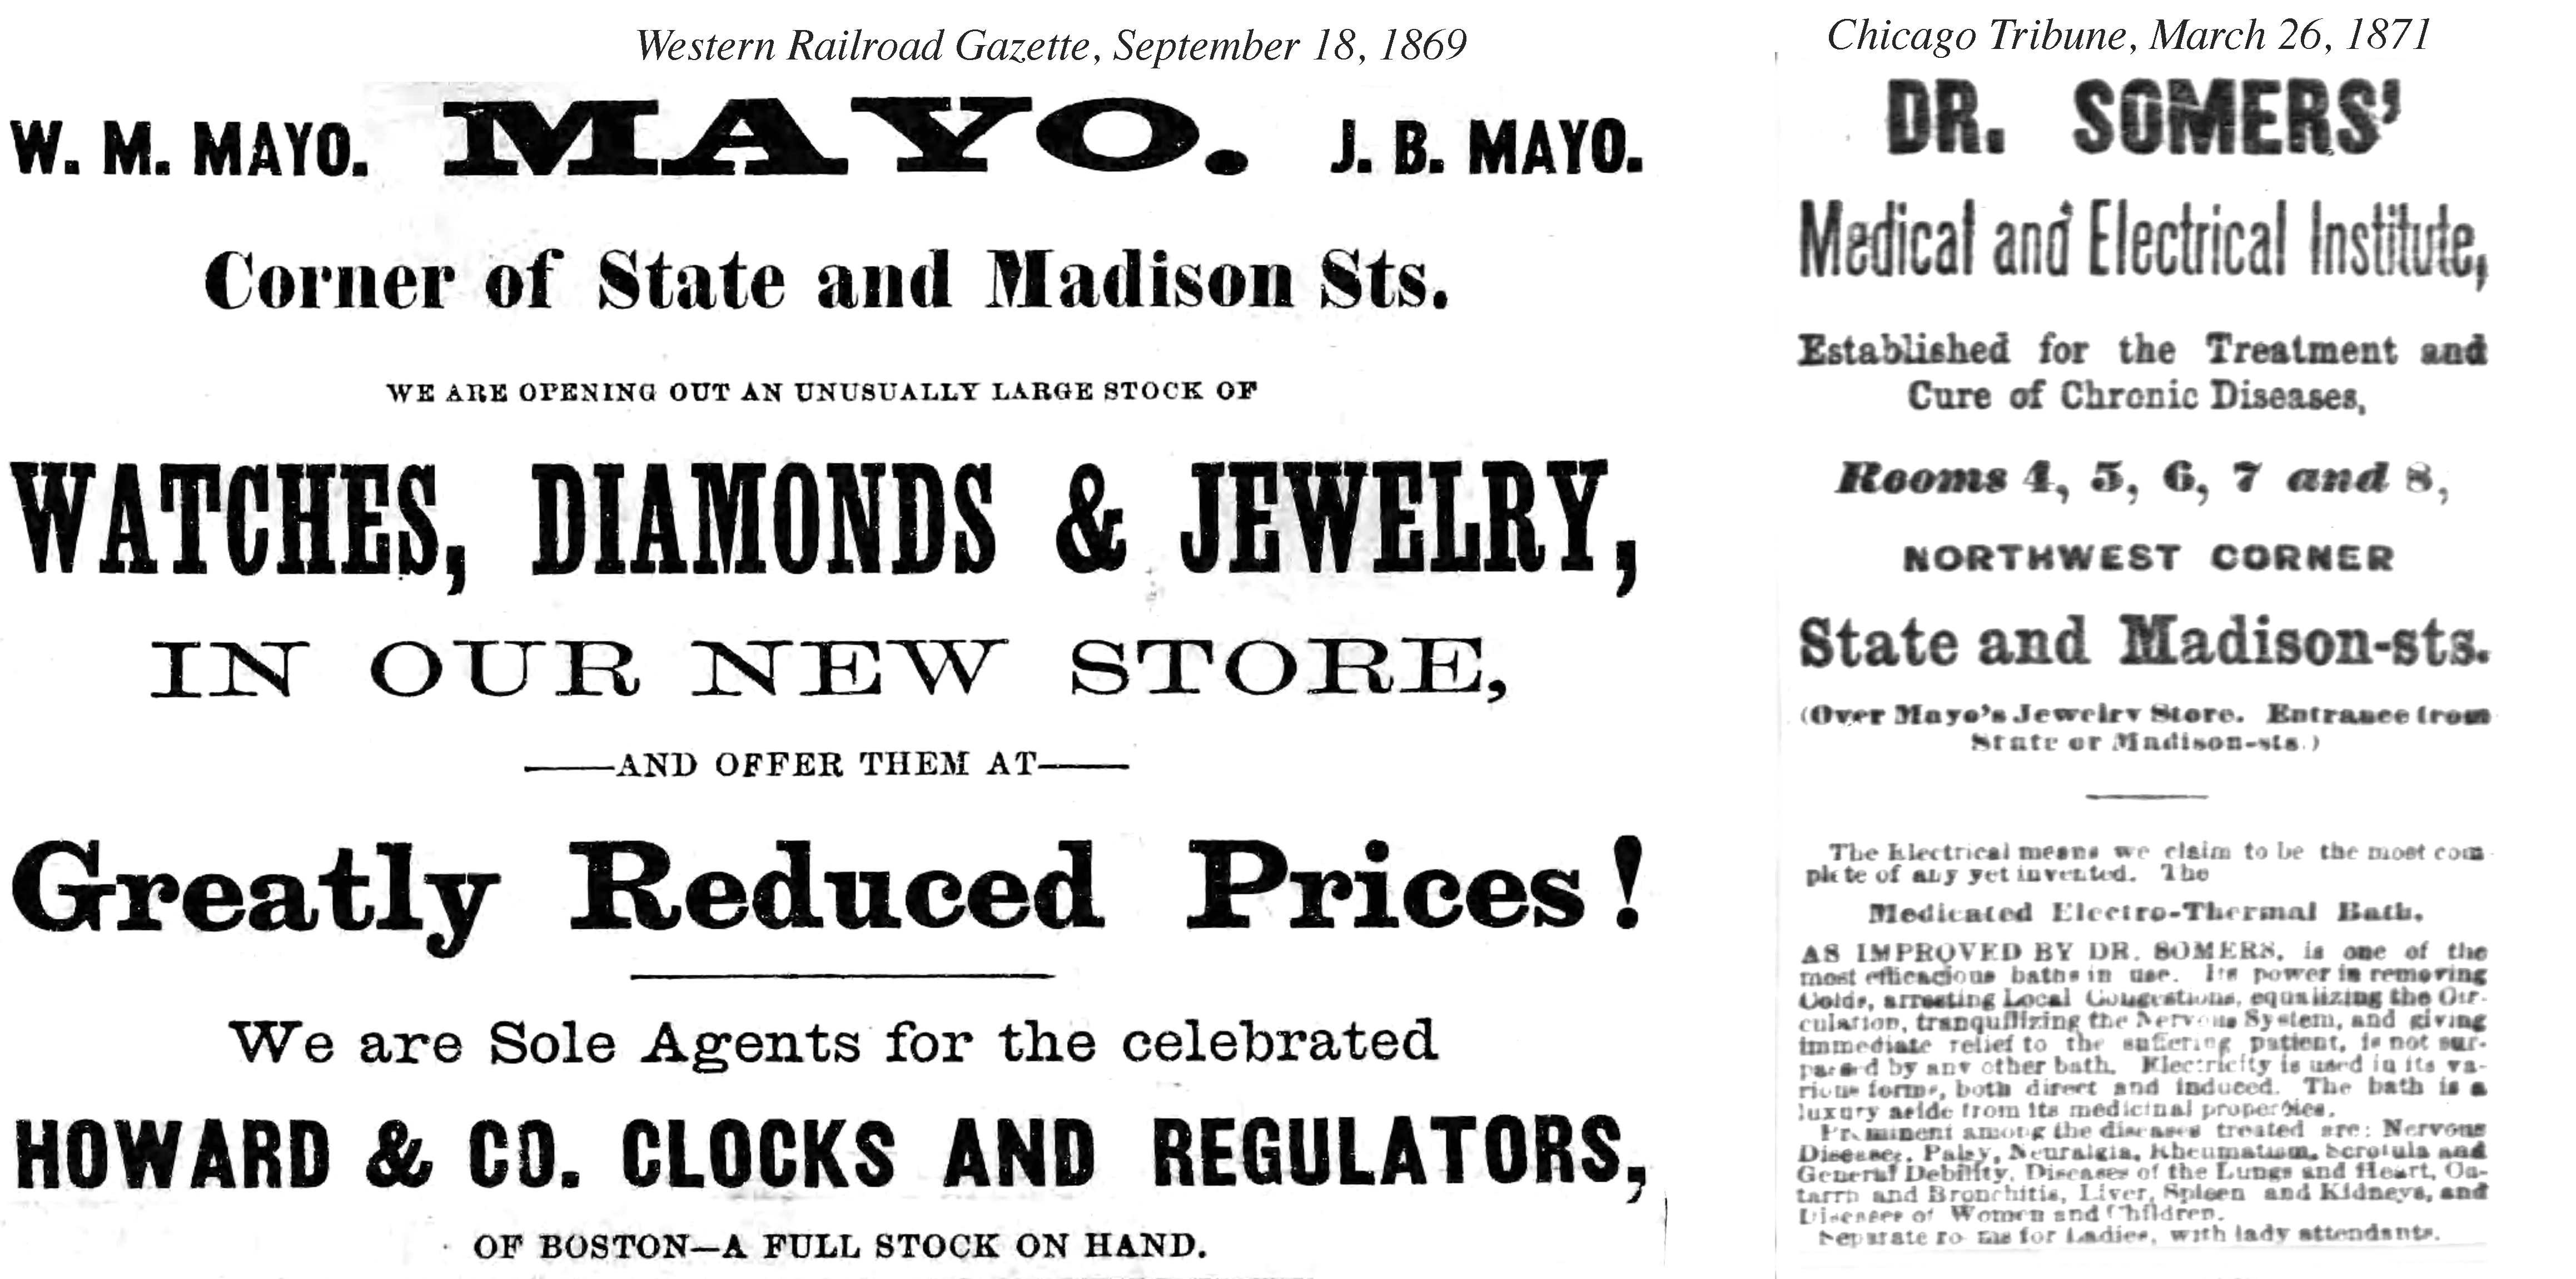 Western Railroad Gazette, September 18, 1869
W. M. MAYO. MAYO. J. B. MAYO.
Corner of State and Madison Sts.
WE ARE OPENING OUT AN UNUSUALLY LARGE STOCK OF
WATCHES, DIAMONDS & JEWELRY,
IN OUR NEW STORE,
——AND OFFER THEM AT——
Greatly Reduced Prices!
We are Sole Agents for the celebrated
HOWARD & CO. CLOCKS AND REGULATORS,
OF BOSTON—A FULL STOCK ON HAND.
Chicago Tribune, March 26, 1871
DR. SOMERS'
Medical and Electrical Institute,
Established for the Treatment and
Cure of Chronic Diseases,
Rooms 4, 5, 6, 7 and 8,
NORTHWEST CORNER
State and Madison-sts.
(Over Mayo's Jewelry Store. Entrance from
State or Madison-sts.)
The Electrical means we claim to be the most com-
plete of any yet invented. The
Medicated Electro-Thermal Bath,
AS IMPROVED BY DR. SOMERS, is one of the
most efficacious baths in use. Its power in removing
Colds, arresting Local Congestions, equalizing the Cir-
culation, tranquillizing the Nervous System, and giving
immediate relief to the suffering patient, is not sur-
passed by any other bath. Electricity is used in its va-
rious forms, both direct and induced. The bath is a
luxury aside from its medicinal properties.
Prominent among the diseases treated are: Nervous
Diseases, Palsy, Neuralgia, Rheumatism, Scrofula and
General Debility, Diseases of the Lungs and Heart, Ca-
tarrh and Bronchitis, Liver, Spleen and Kidneys, and
Diseases of Women and Children.
Separate rooms for Ladies, with lady attendants.